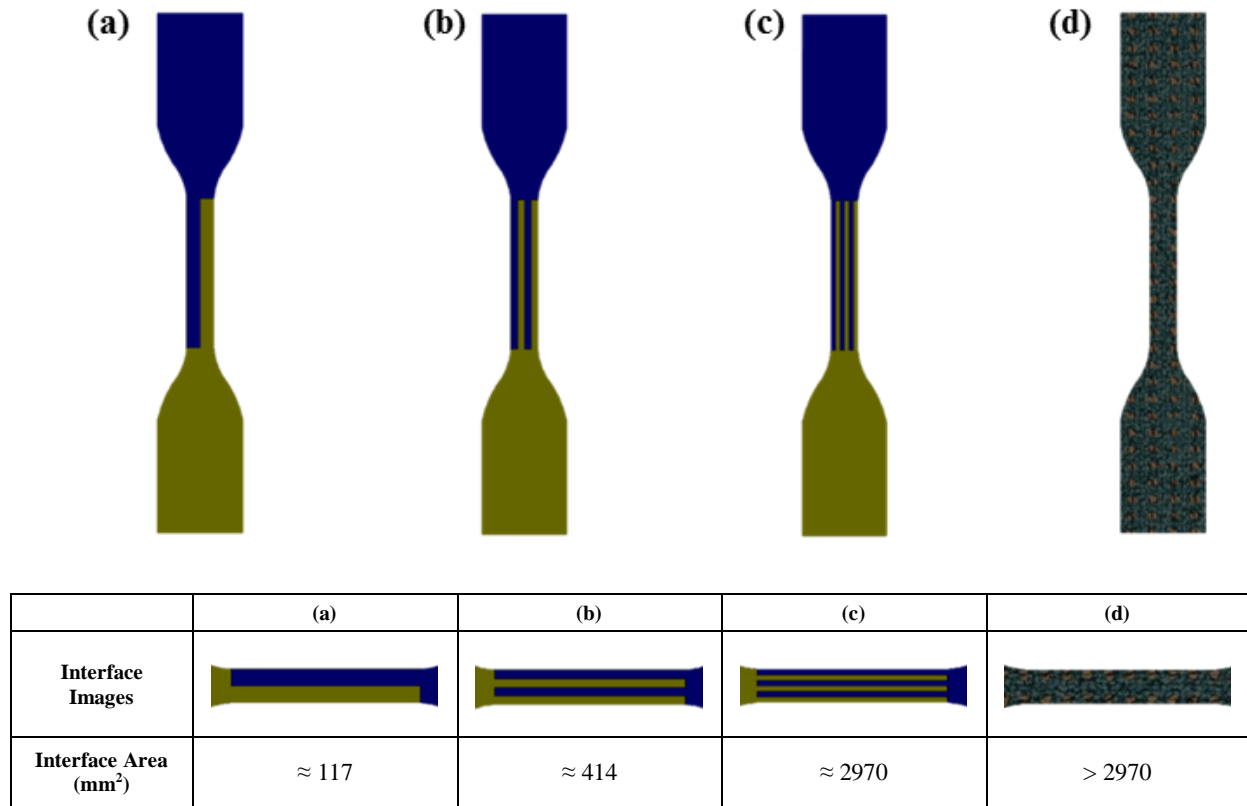 (a) (b) (c) (d)
(a) (b) (c) (d)
Interface
Images
Interface Area
(mm²) ≈ 117 ≈ 414 ≈ 2970 > 2970